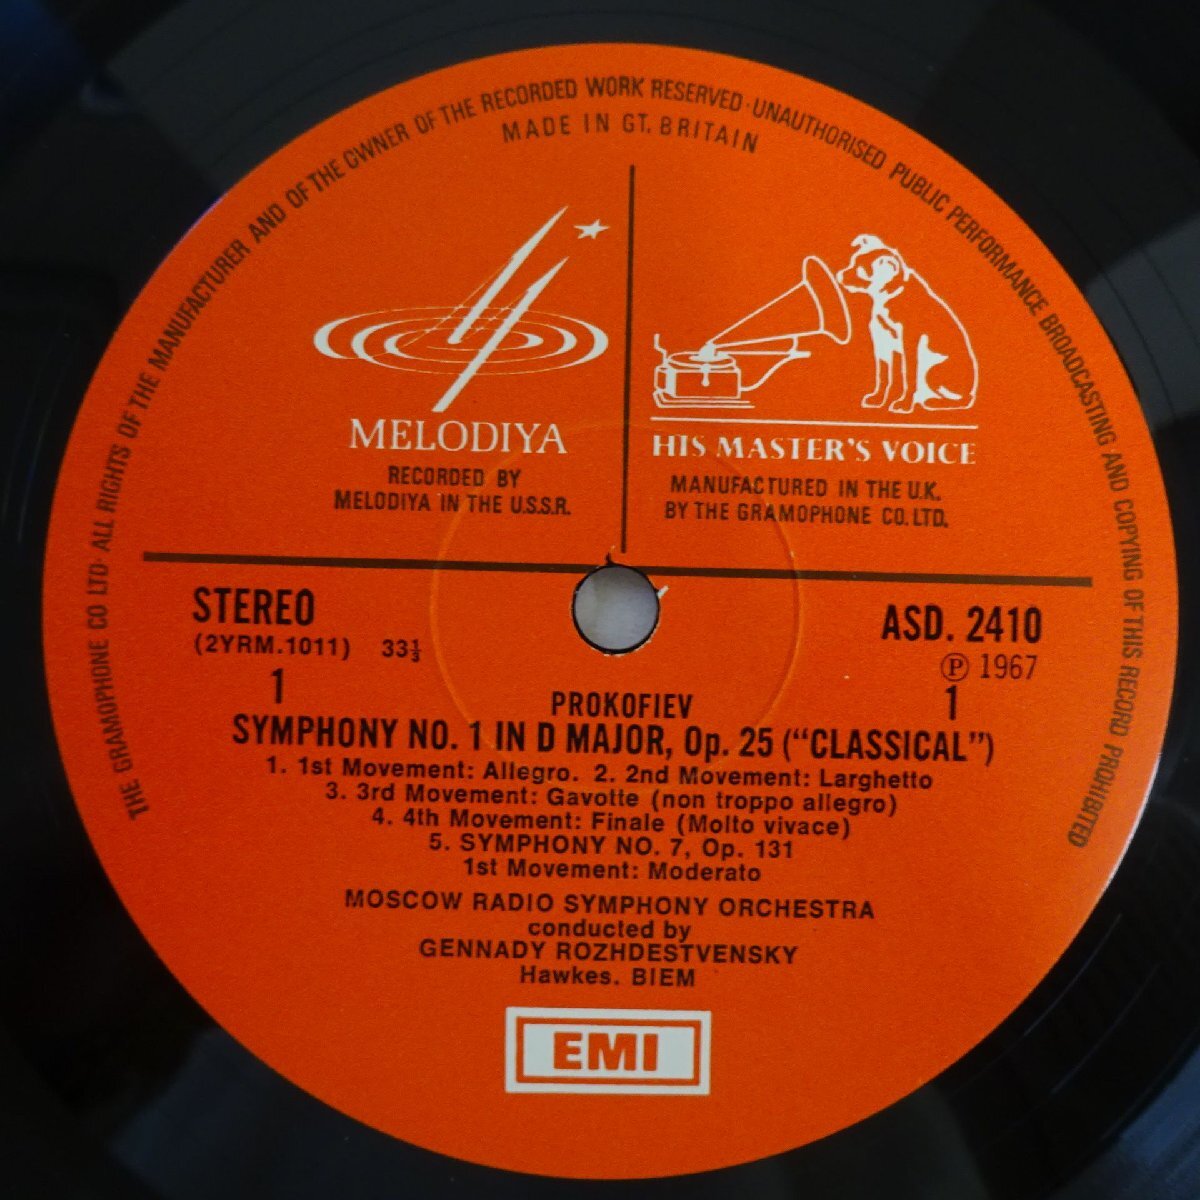 THE GRAMOPHONE CO LTD· ALL RIGHTS OF THE MANUFACTURER AND OF THE OWNER OF THE RECORDED WORK RESERVED· UNAUTHORISED PUBLIC PERFORMANCE BROADCASTING AND COPYING OF THIS RECORD PROHIBITED
MADE IN GT. BRITAIN
MELODIYA
RECORDED BY
MELODIYA IN THE U.S.S.R.
HIS MASTER'S VOICE
MANUFACTURED IN THE U.K.
BY THE GRAMOPHONE CO. LTD.
STEREO
(2YRM.1011) 33⅓
1
ASD. 2410
℗ 1967
1
PROKOFIEV
SYMPHONY NO. 1 IN D MAJOR, Op. 25 ("CLASSICAL")
1. 1st Movement: Allegro. 2. 2nd Movement: Larghetto
3. 3rd Movement: Gavotte (non troppo allegro)
4. 4th Movement: Finale (Molto vivace)
5. SYMPHONY NO. 7, Op. 131
1st Movement: Moderato
MOSCOW RADIO SYMPHONY ORCHESTRA
conducted by
GENNADY ROZHDESTVENSKY
Hawkes. BIEM
EMI